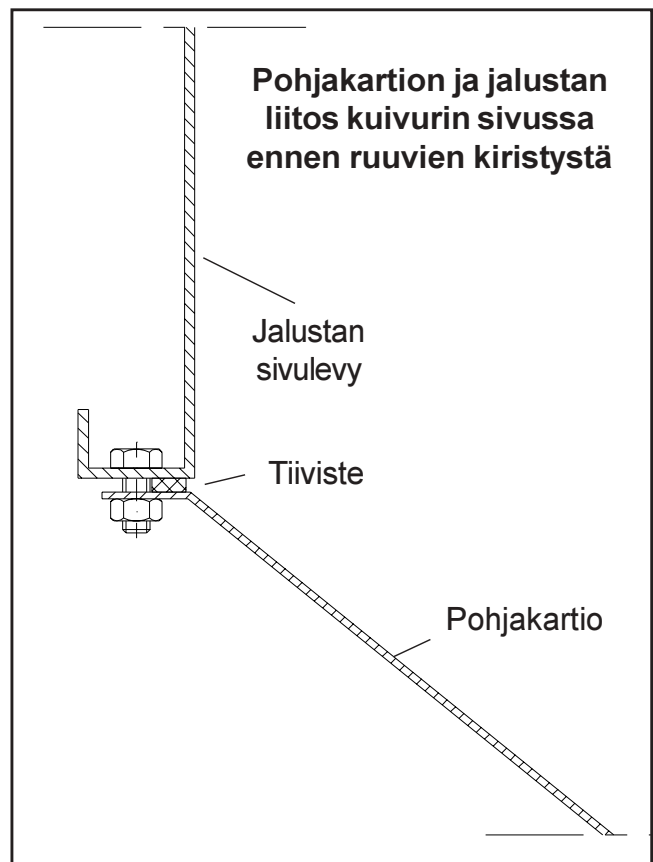 Pohjakartion ja jalustan
liitos kuivurin sivussa
ennen ruuvien kiristystä
Jalustan
sivulevy
Tiiviste
Pohjakartio